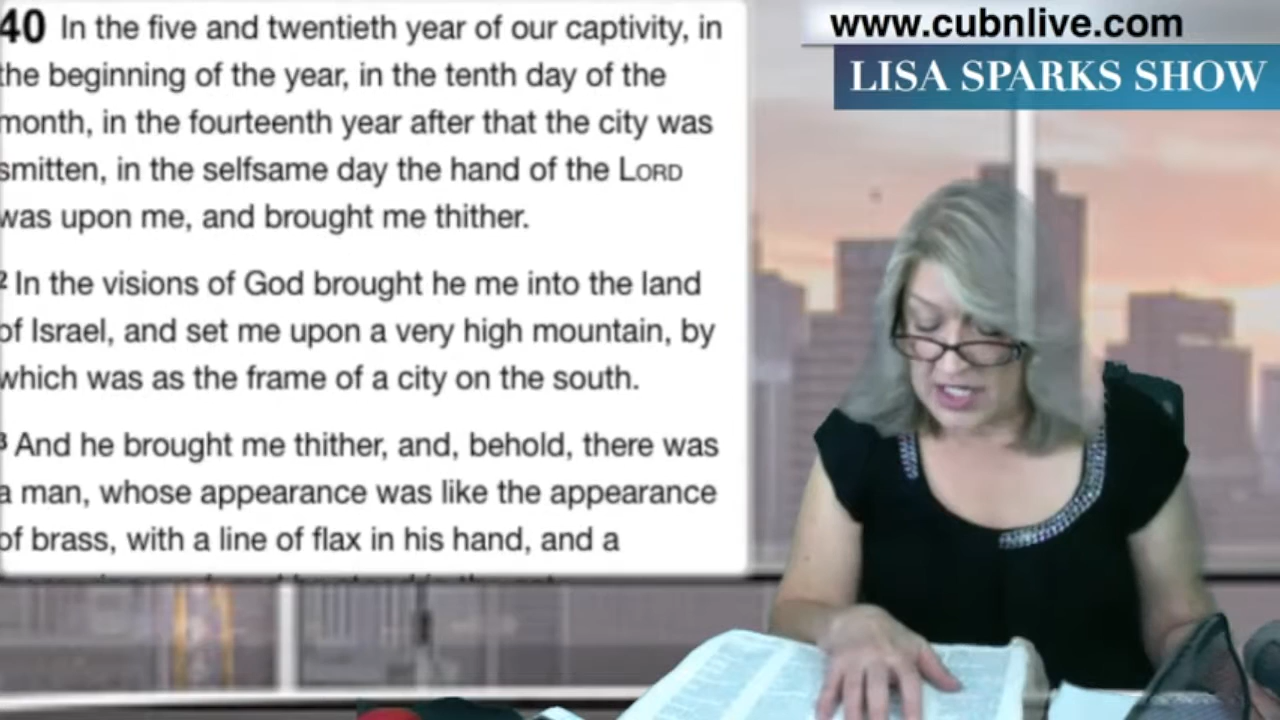 www.cubnlive.com
LISA SPARKS SHOW
40 In the five and twentieth year of our captivity, in
the beginning of the year, in the tenth day of the
month, in the fourteenth year after that the city was
smitten, in the selfsame day the hand of the LORD
was upon me, and brought me thither.
2 In the visions of God brought he me into the land
of Israel, and set me upon a very high mountain, by
which was as the frame of a city on the south.
3 And he brought me thither, and, behold, there was
a man, whose appearance was like the appearance
of brass, with a line of flax in his hand, and a